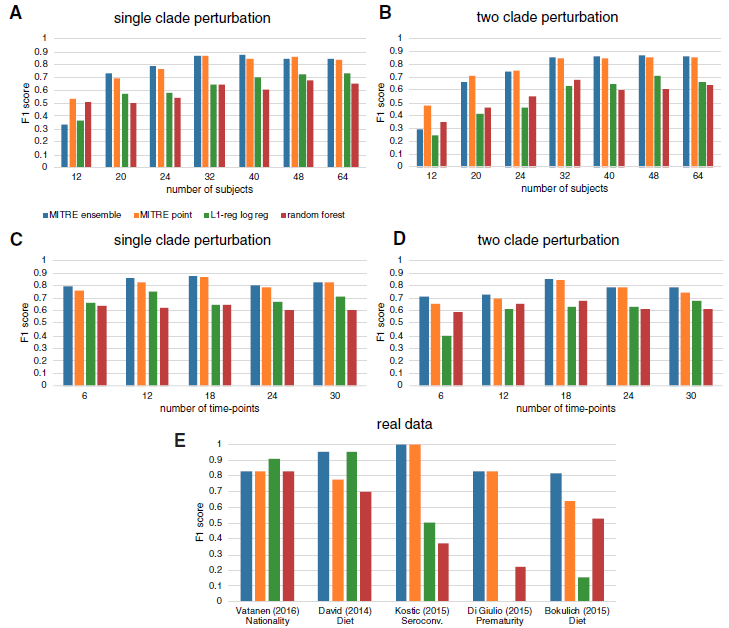 A
single clade perturbation
F1 score
1
0.9
0.8
0.7
0.6
0.5
0.4
0.3
0.2
0.1
0
12 20 24 32 40 48 64
number of subjects
B
two clade perturbation
F1 score
1
0.9
0.8
0.7
0.6
0.5
0.4
0.3
0.2
0.1
0
12 20 24 32 40 48 64
number of subjects
MITRE ensemble MITRE point L1-reg log reg random forest
C
single clade perturbation
F1 score
1
0.9
0.8
0.7
0.6
0.5
0.4
0.3
0.2
0.1
0
6 12 18 24 30
number of time-points
D
two clade perturbation
F1 score
1
0.9
0.8
0.7
0.6
0.5
0.4
0.3
0.2
0.1
0
6 12 18 24 30
number of time-points
E
real data
F1 score
1
0.9
0.8
0.7
0.6
0.5
0.4
0.3
0.2
0.1
0
Vatanen (2016) David (2014) Kostic (2015) Di Giulio (2015) Bokulich (2015)
Nationality Diet Seroconv. Prematurity Diet